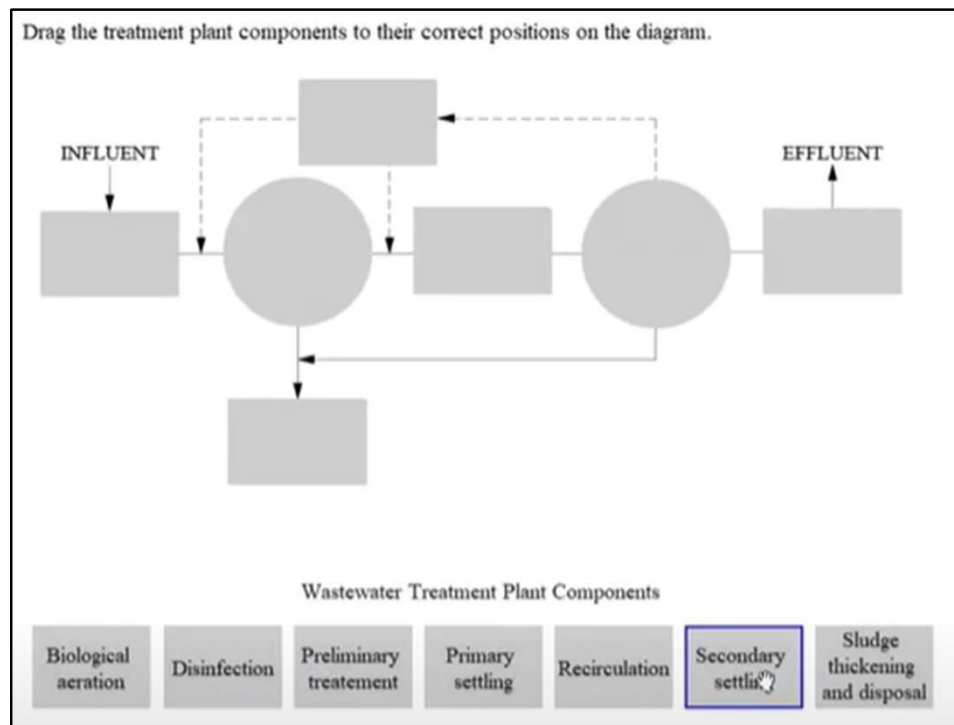 Drag the treatment plant components to their correct positions on the diagram.
INFLUENT
EFFLUENT
Wastewater Treatment Plant Components
Biological
aeration
Disinfection
Preliminary
treatement
Primary
settling
Recirculation
Secondary
Sludge
thickening
and disposal